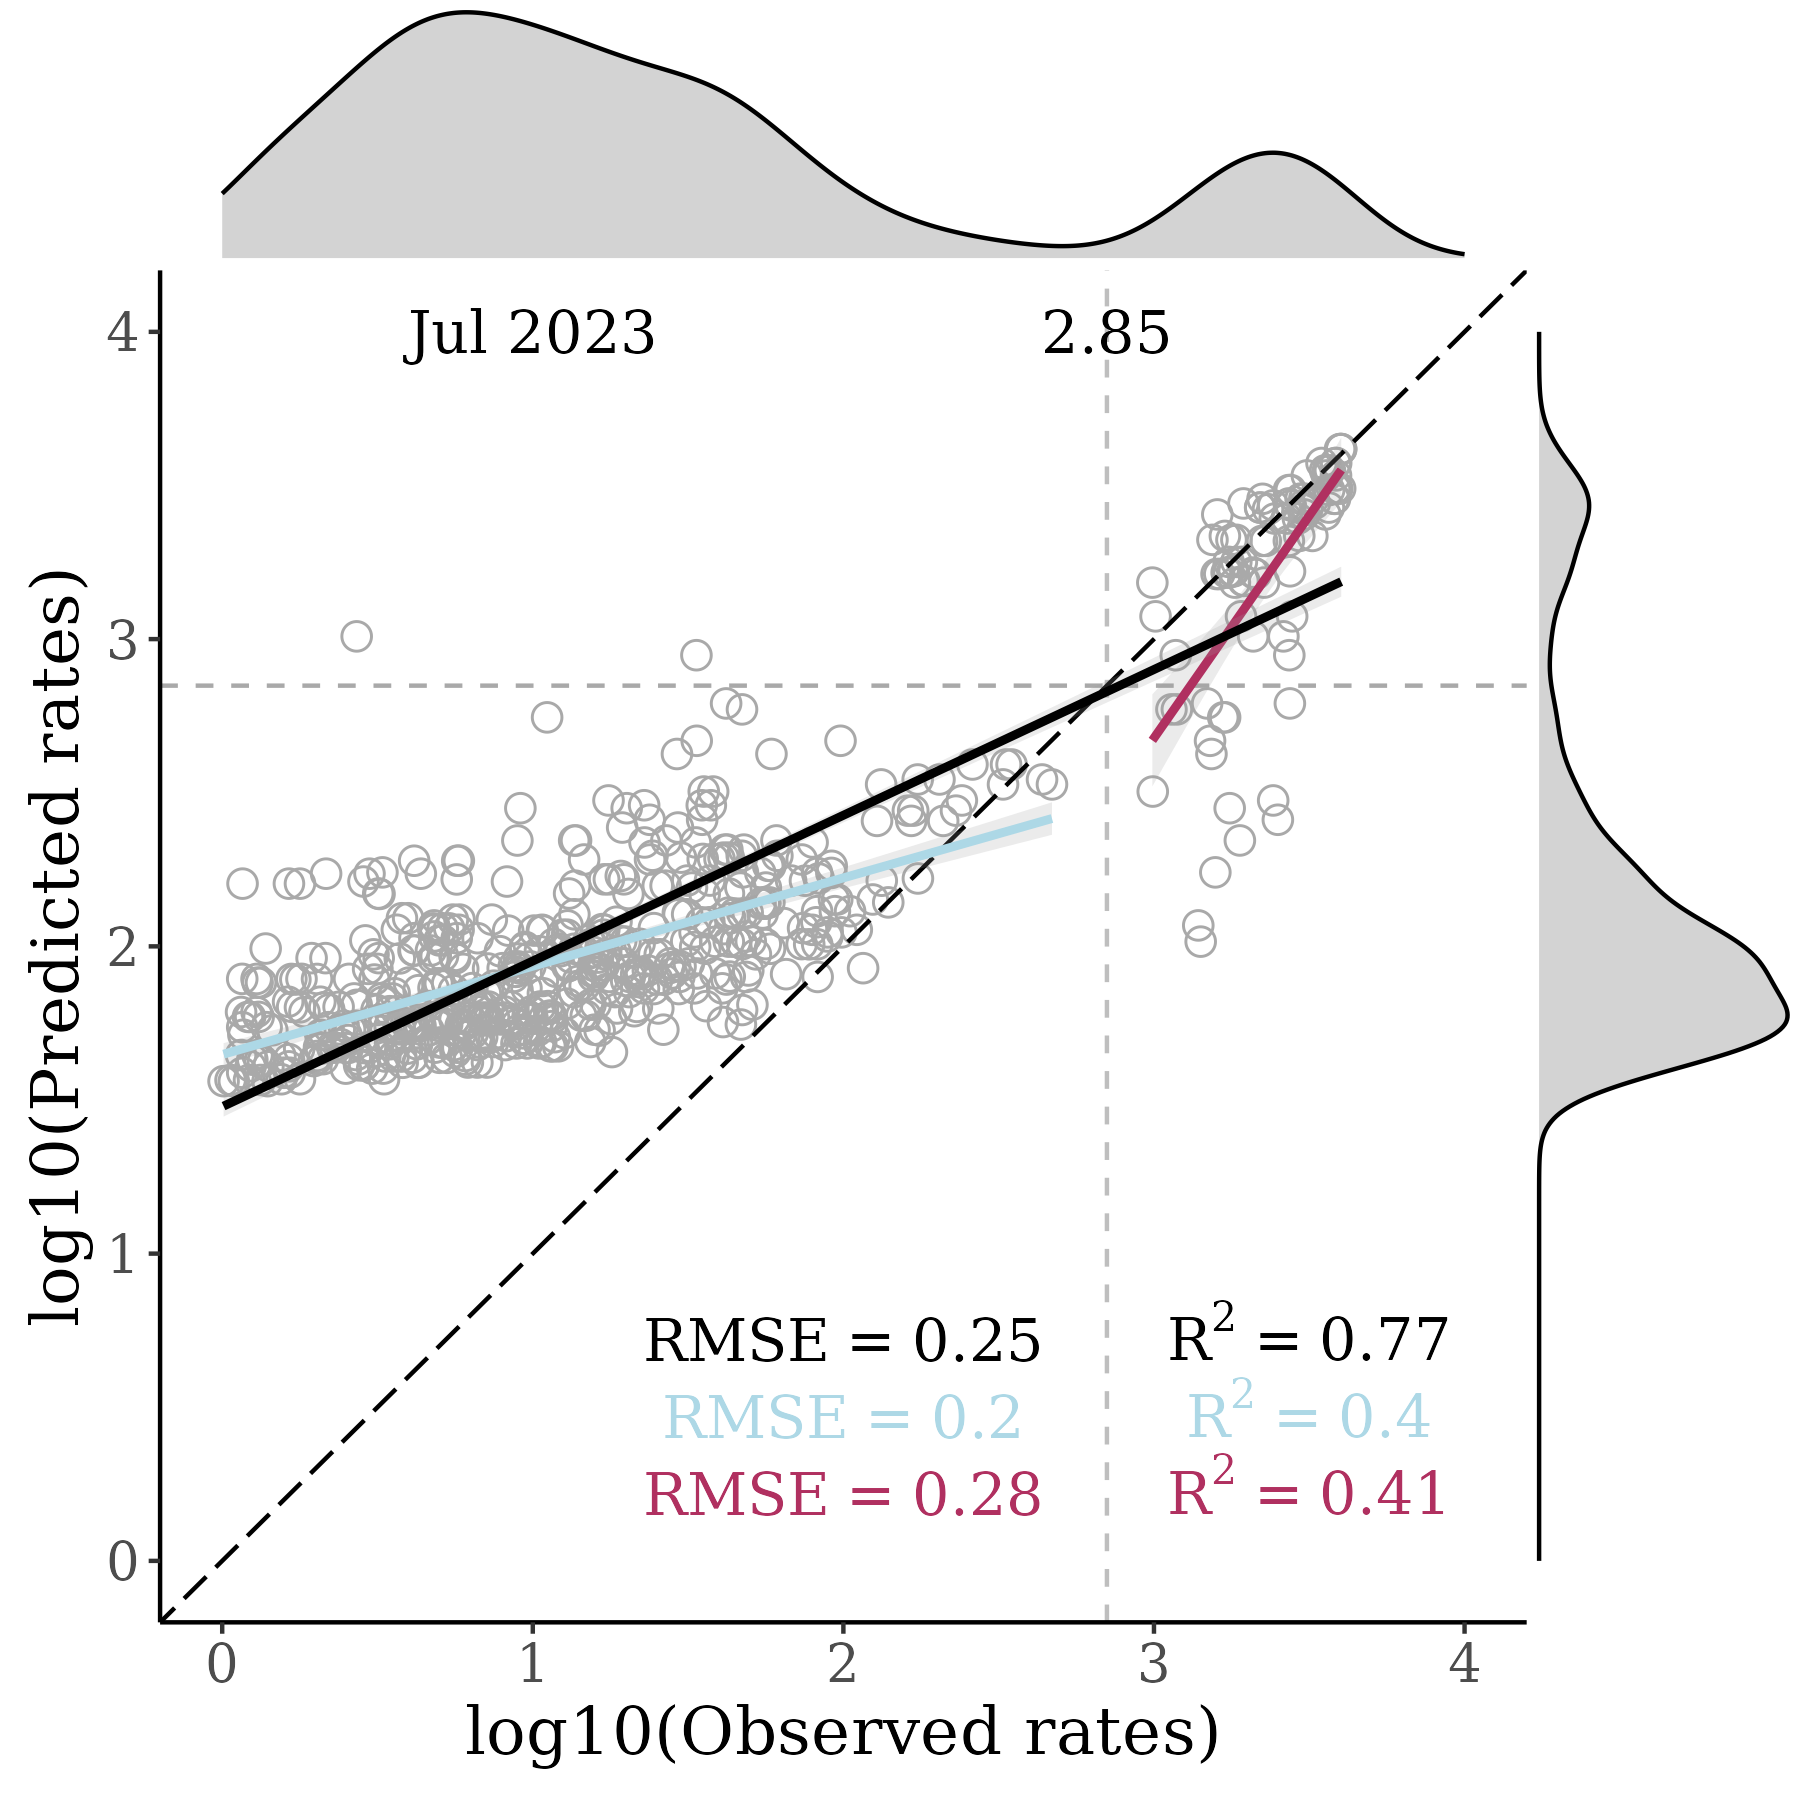 Jul 2023
2.85
4
3
2
1
0
log10(Predicted rates)
RMSE = 0.25
R² = 0.77
RMSE = 0.2
R² = 0.4
RMSE = 0.28
R² = 0.41
0 1 2 3 4
log10(Observed rates)